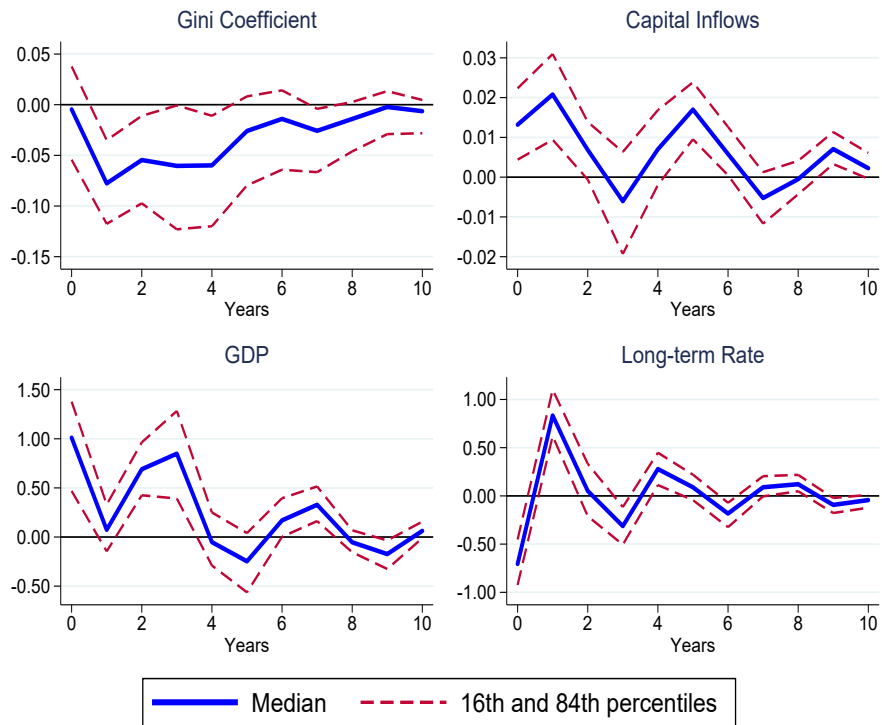 Gini Coefficient
0.05
0.00
-0.05
-0.10
-0.15
0 2 4 6 8 10
Years
Capital Inflows
0.03
0.02
0.01
0.00
-0.01
-0.02
0 2 4 6 8 10
Years
GDP
1.50
1.00
0.50
0.00
-0.50
0 2 4 6 8 10
Years
Long-term Rate
1.00
0.50
0.00
-0.50
-1.00
0 2 4 6 8 10
Years
Median 16th and 84th percentiles